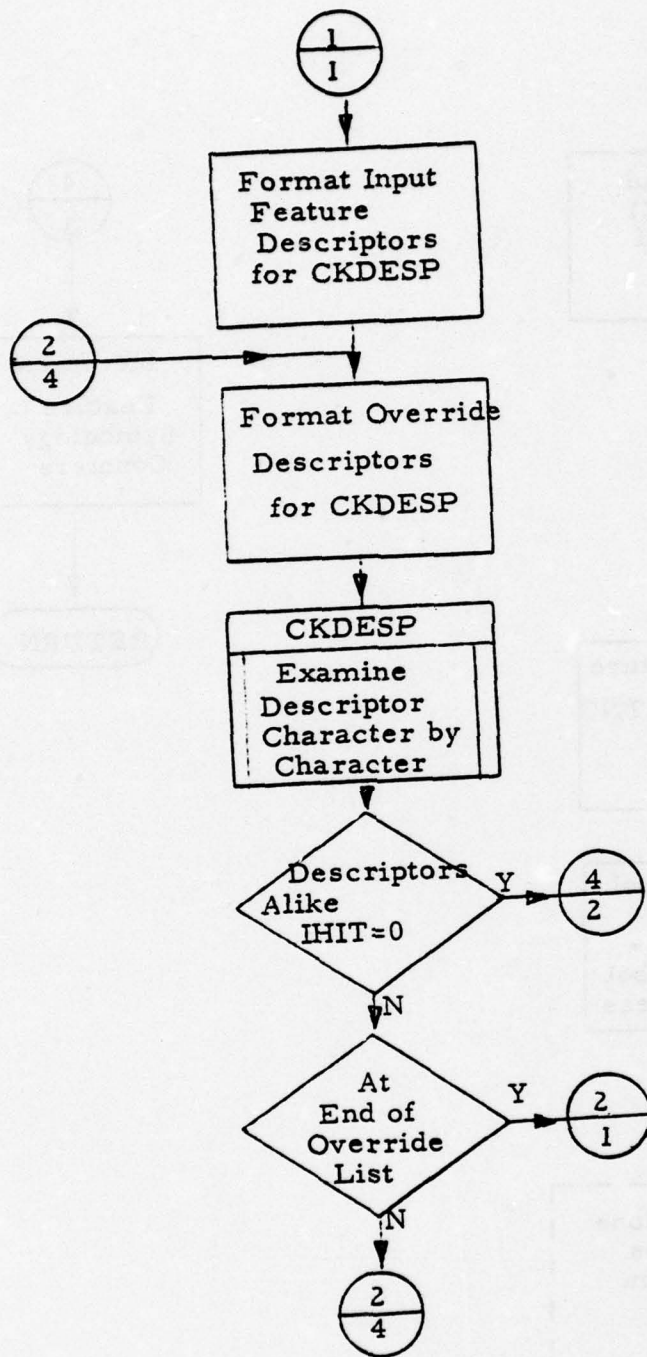 1
1
Format Input
Feature
Descriptors
for CKDESP
2
4
Format Override
Descriptors
for CKDESP
CKDESP
Examine
Descriptor
Character by
Character
Descriptors
Alike
IHIT=0
Y
4
2
N
At
End of
Override
List
Y
2
1
N
2
4